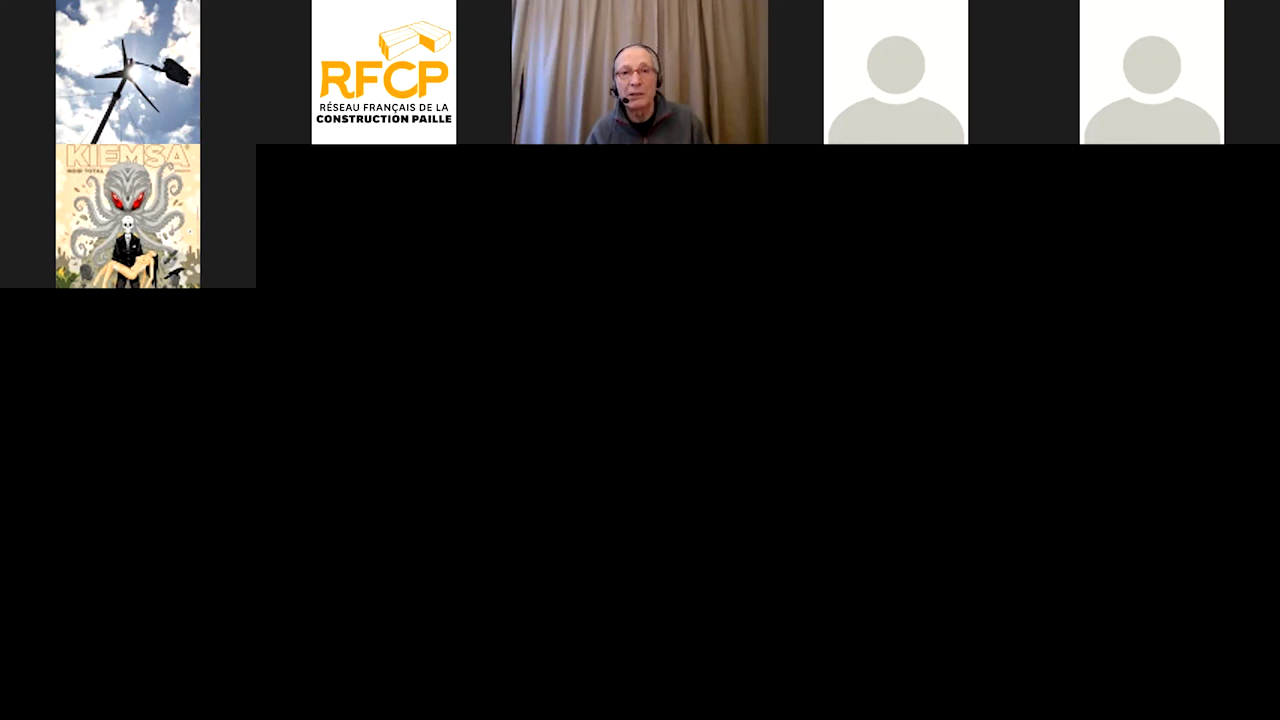 RFCP
RÉSEAU FRANÇAIS DE LA
CONSTRUCTION PAILLE
KIEMSA